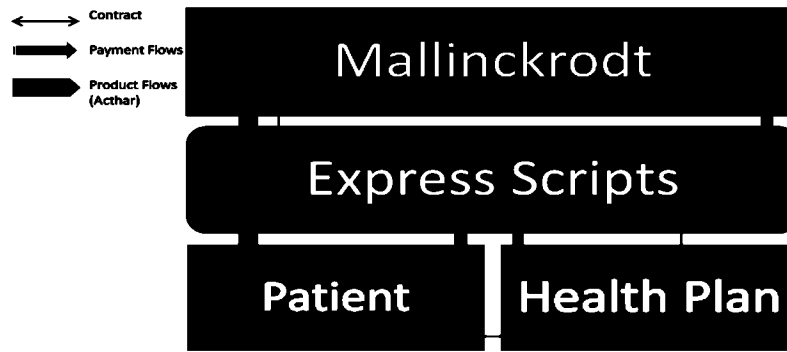 Contract
Payment Flows
Product Flows
(Acthar)
Mallinckrodt
Express Scripts
Patient
Health Plan